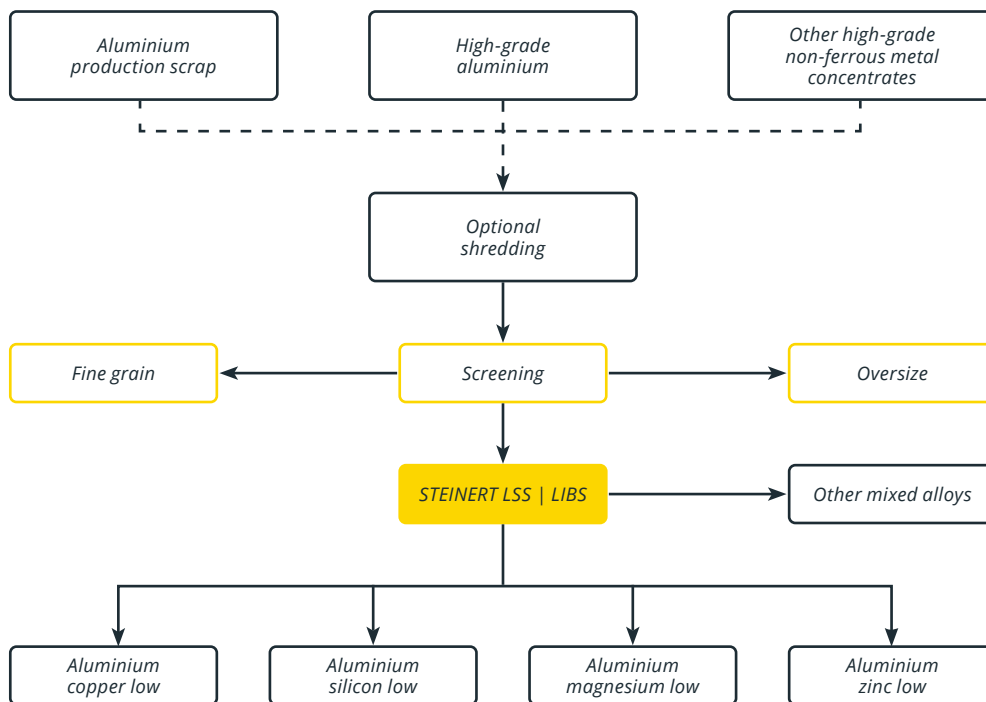 Aluminium
production scrap
High-grade
aluminium
Other high-grade
non-ferrous metal
concentrates
Optional
shredding
Fine grain
Screening
Oversize
STEINERT LSS | LIBS
Other mixed alloys
Aluminium
copper low
Aluminium
silicon low
Aluminium
magnesium low
Aluminium
zinc low